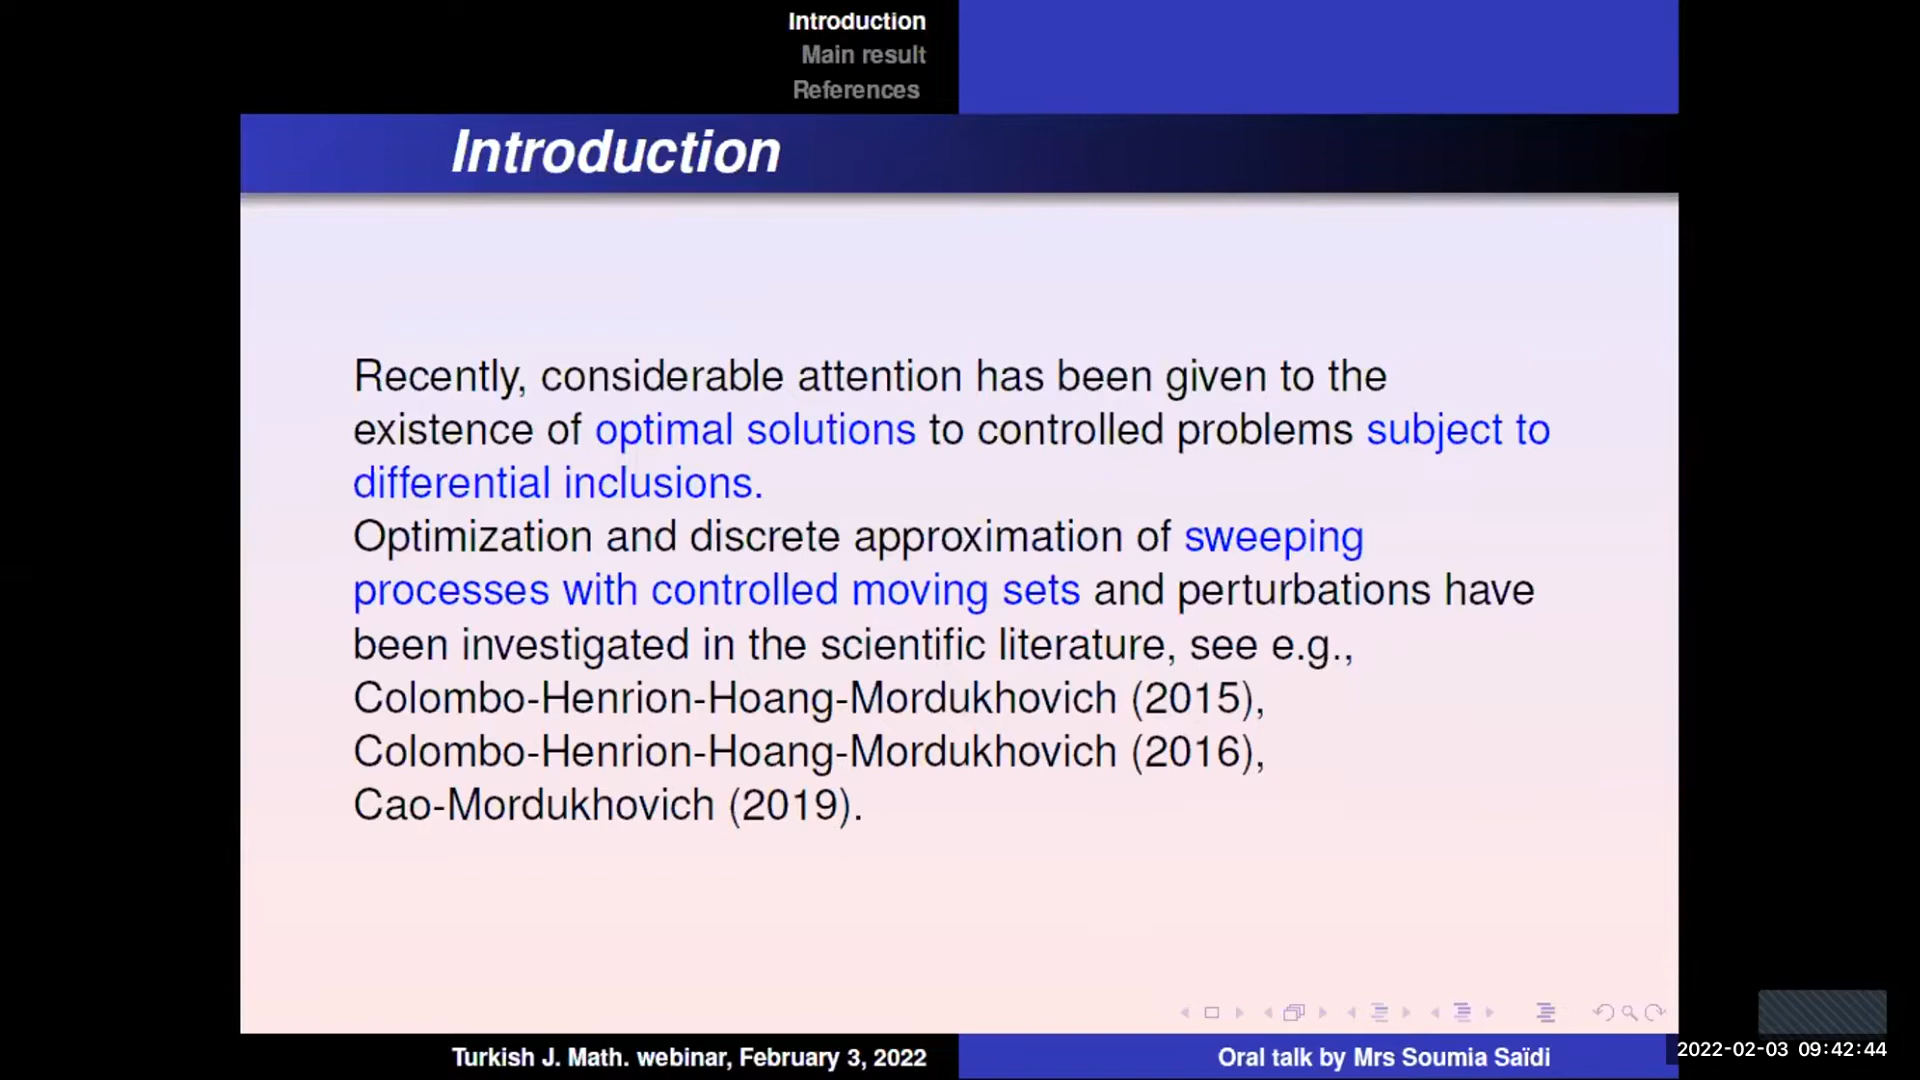 Introduction
Main result
References
Introduction
Recently, considerable attention has been given to the
existence of optimal solutions to controlled problems subject to
differential inclusions.
Optimization and discrete approximation of sweeping
processes with controlled moving sets and perturbations have
been investigated in the scientific literature, see e.g.,
Colombo-Henrion-Hoang-Mordukhovich (2015),
Colombo-Henrion-Hoang-Mordukhovich (2016),
Cao-Mordukhovich (2019).
Turkish J. Math. webinar, February 3, 2022
Oral talk by Mrs Soumia Saïdi
2022-02-03 09:42:44